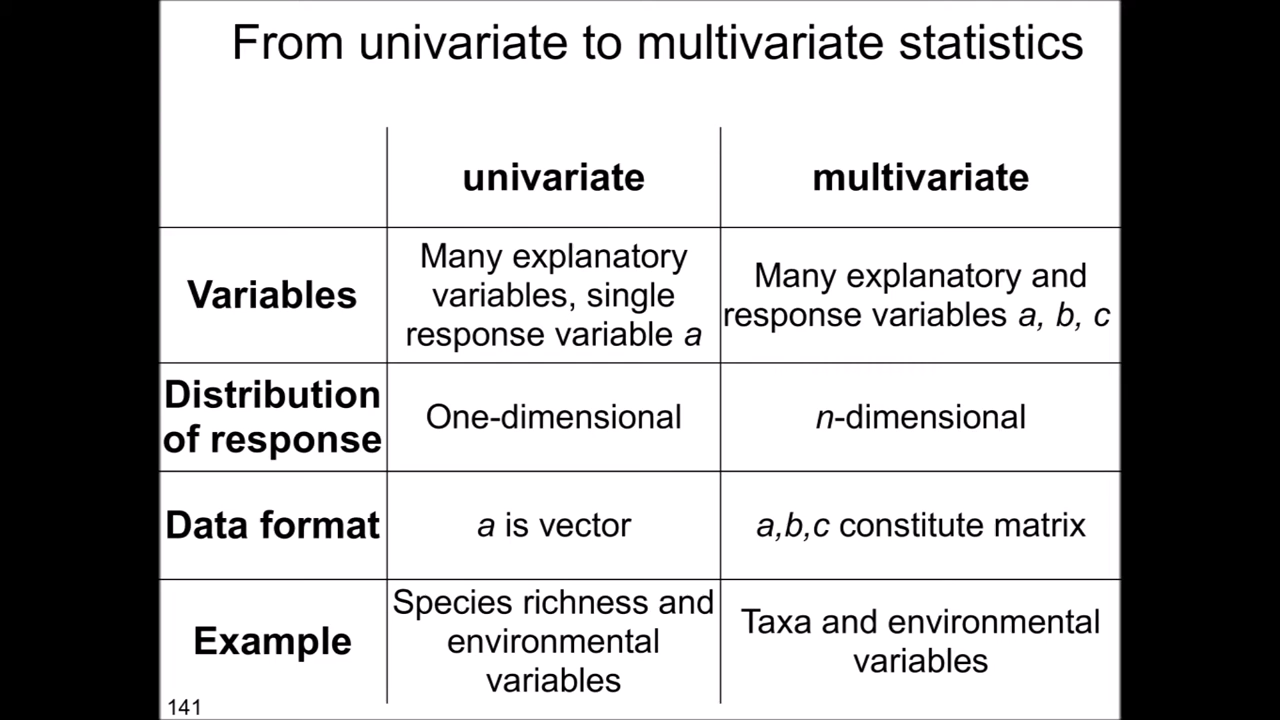 From univariate to multivariate statistics
univariate
multivariate
Variables
Many explanatory
variables, single
response variable a
Many explanatory and
response variables a, b, c
Distribution
of response
One-dimensional
n-dimensional
Data format
a is vector
a,b,c constitute matrix
Example
Species richness and
environmental
variables
Taxa and environmental
variables
141